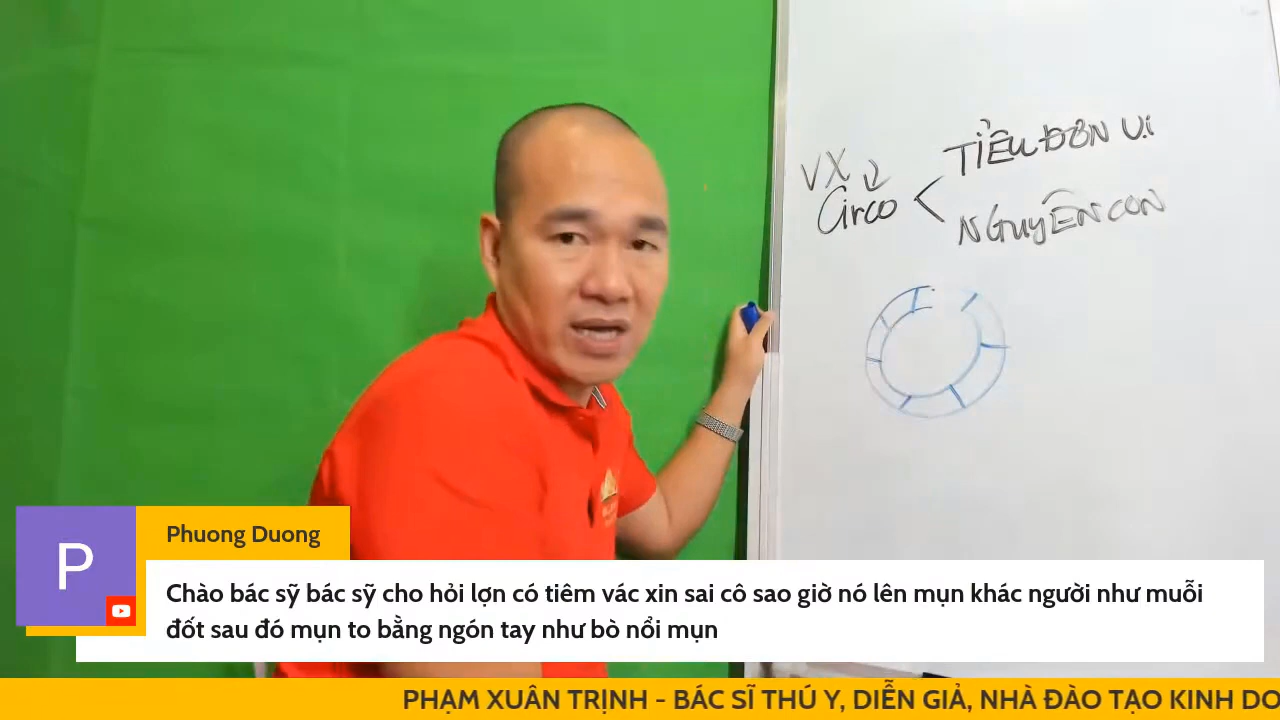 VX
Circo
TIỂU ĐƠN VỊ
NGUYÊN CON
P
Phuong Duong
Chào bác sỹ bác sỹ cho hỏi lợn có tiêm vác xin sai cô sao giờ nó lên mụn khác người như muỗi
đốt sau đó mụn to bằng ngón tay như bò nổi mụn
PHẠM XUÂN TRỊNH - BÁC SĨ THÚ Y, DIỄN GIẢ, NHÀ ĐÀO TẠO KINH DO